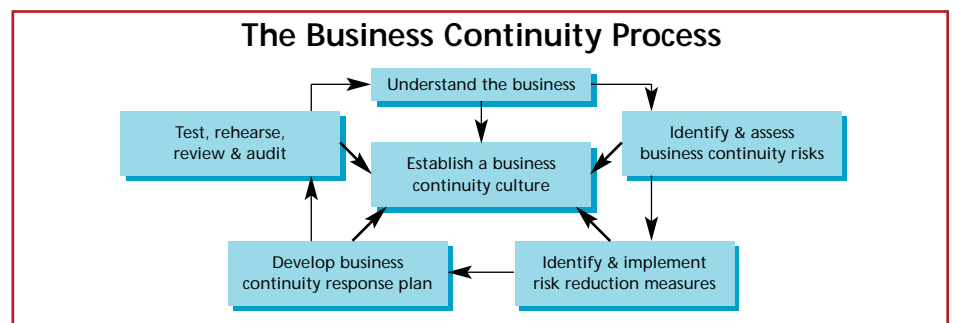 The Business Continuity Process
Understand the business
Test, rehearse,
review & audit
Identify & assess
business continuity risks
Establish a business
continuity culture
Develop business
continuity response plan
Identify & implement
risk reduction measures